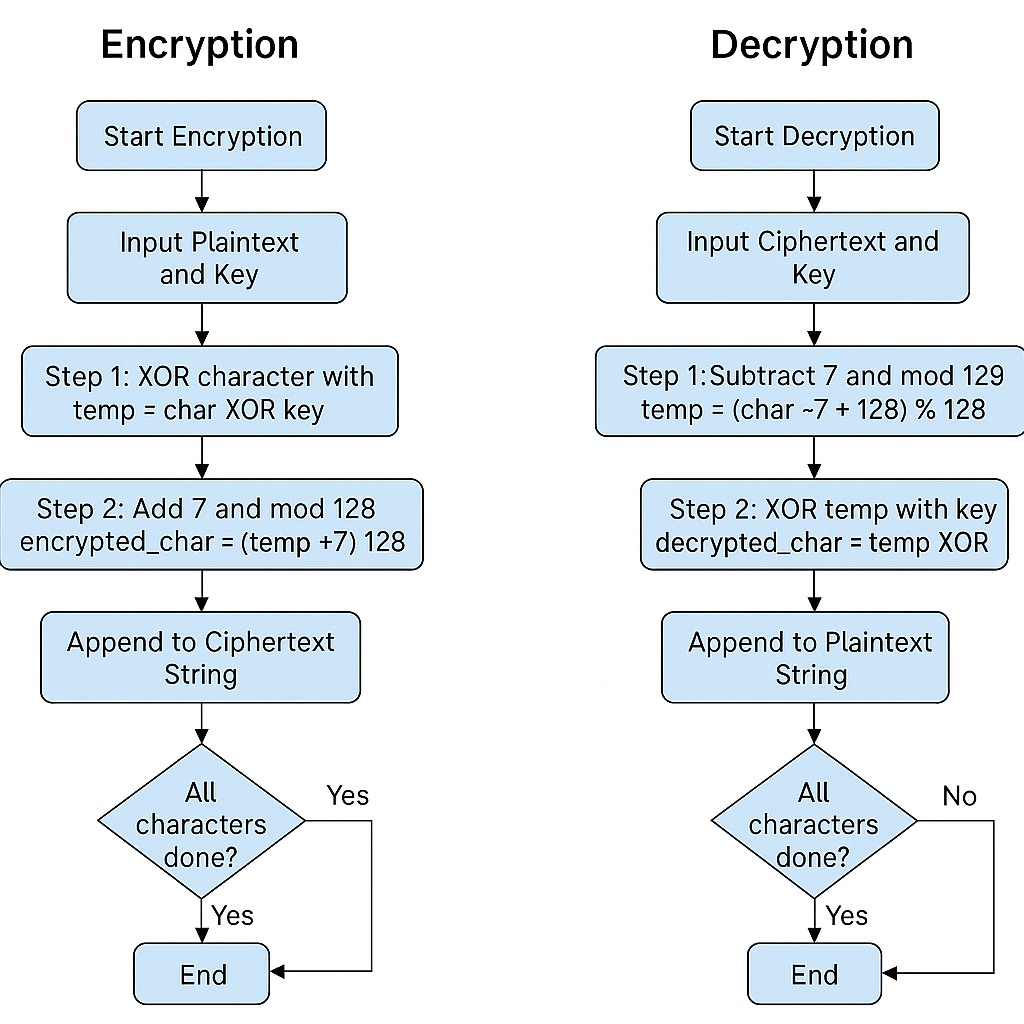 Encryption
Start Encryption
Input Plaintext
and Key
Step 1: XOR character with
temp = char XOR key
Step 2: Add 7 and mod 128
encrypted_char = (temp +7) 128
Append to Ciphertext
String
All
characters
done?
Yes
Yes
End
Decryption
Start Decryption
Input Ciphertext and
Key
Step 1:Subtract 7 and mod 129
temp = (char ~7 + 128) % 128
Step 2: XOR temp with key
decrypted_char = temp XOR
Append to Plaintext
String
All
characters
done?
No
Yes
End